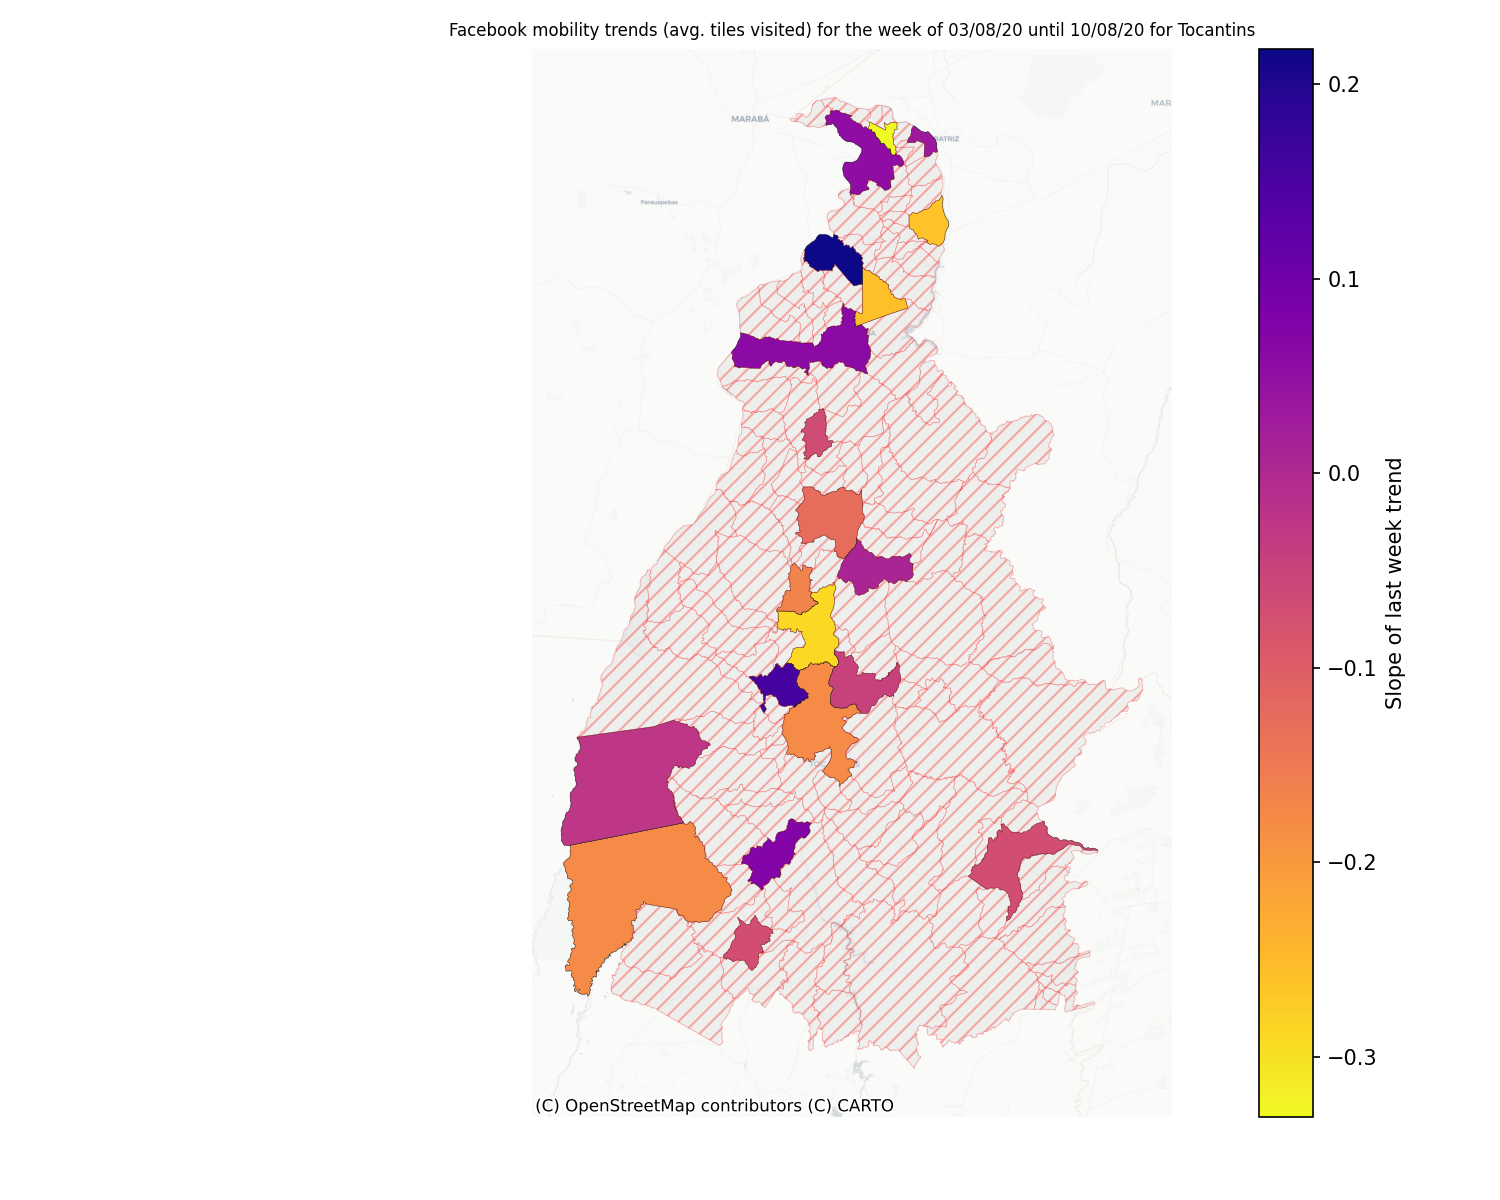 Facebook mobility trends (avg. tiles visited) for the week of 03/08/20 until 10/08/20 for Tocantins
MARABÁ
MAR
RATRIZ
Parauapebas
0.2
0.1
0.0
−0.1
−0.2
−0.3
Slope of last week trend
(C) OpenStreetMap contributors (C) CARTO